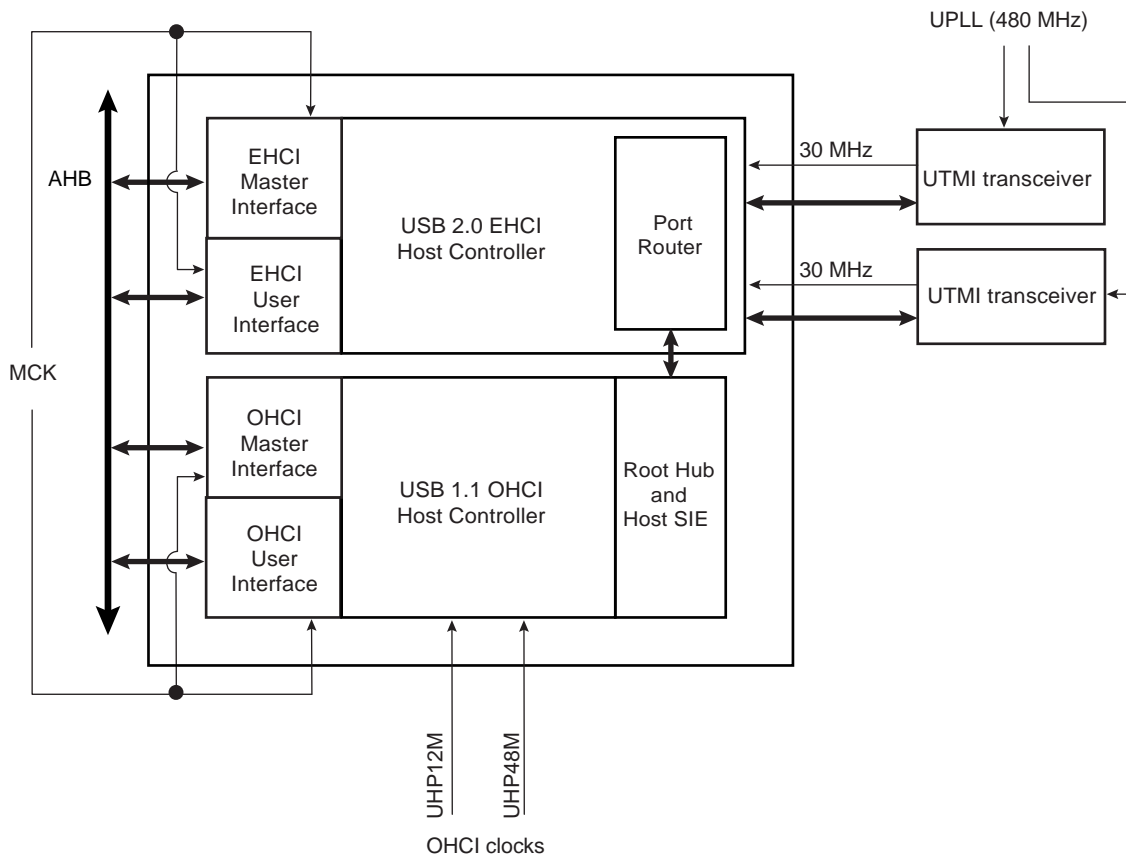 UPLL (480 MHz)
AHB
EHCI
Master
Interface
USB 2.0 EHCI
Host Controller
Port
Router
30 MHz
UTMI transceiver
EHCI
User
Interface
30 MHz
UTMI transceiver
MCK
OHCI
Master
Interface
USB 1.1 OHCI
Host Controller
Root Hub
and
Host SIE
OHCI
User
Interface
UHP12M
UHP48M
OHCI clocks